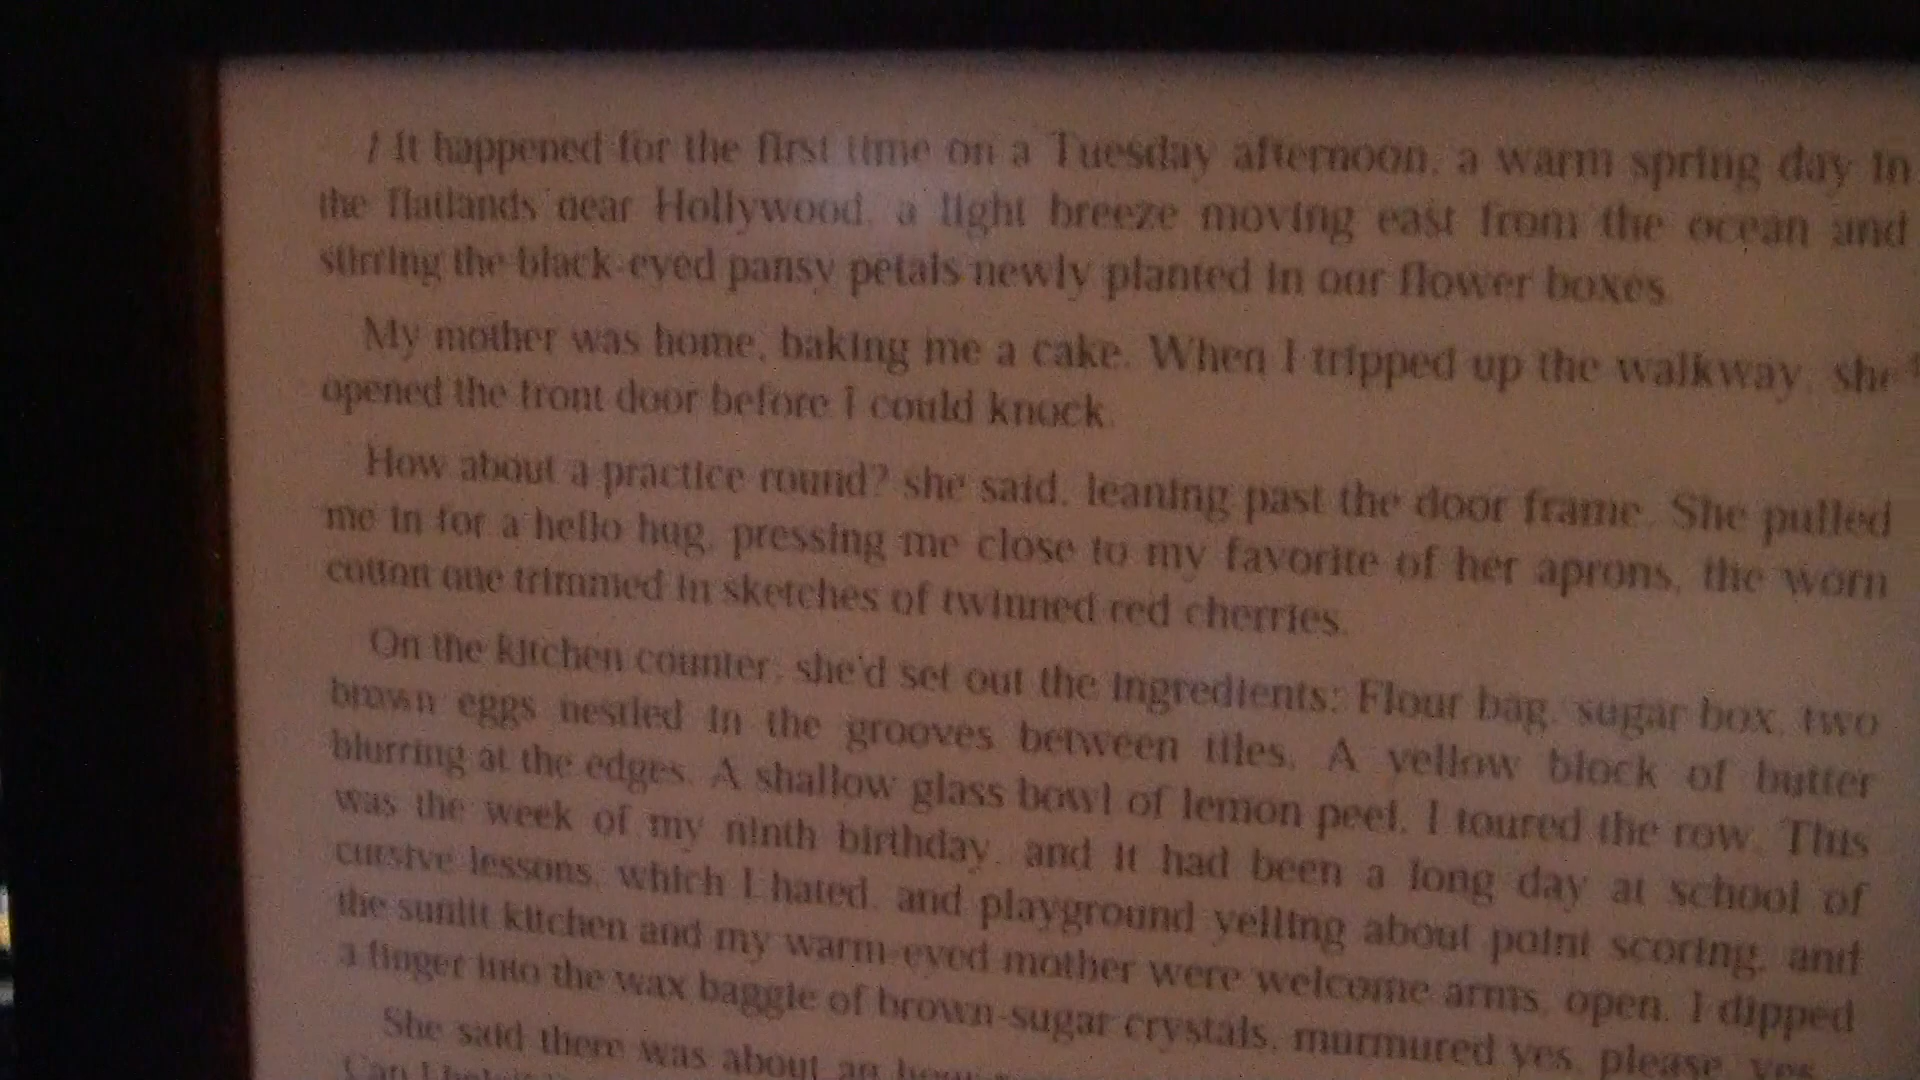 It happened for the first time on a Tuesday afternoon, a warm spring day in
the flatlands near Hollywood, a light breeze moving east from the ocean and
stirring the black-eyed pansy petals newly planted in our flower boxes.
My mother was home, baking me a cake. When I tripped up the walkway, she
opened the front door before I could knock.
How about a practice round? she said, leaning past the door frame. She pulled
me in for a hello hug, pressing me close to my favorite of her aprons, the worn
cotton one trimmed in sketches of twinned red cherries.
On the kitchen counter, she'd set out the ingredients: Flour bag, sugar box, two
brown eggs nestled in the grooves between tiles. A yellow block of butter
blurring at the edges. A shallow glass bowl of lemon peel. I toured the row. This
was the week of my ninth birthday, and it had been a long day at school of
cursive lessons, which I hated, and playground yelling about point scoring, and
the sunlit kitchen and my warm-eyed mother were welcome arms, open. I dipped
a finger into the wax baggie of brown-sugar crystals, murmured yes, please, yes.
She said there was about an hour
Can I